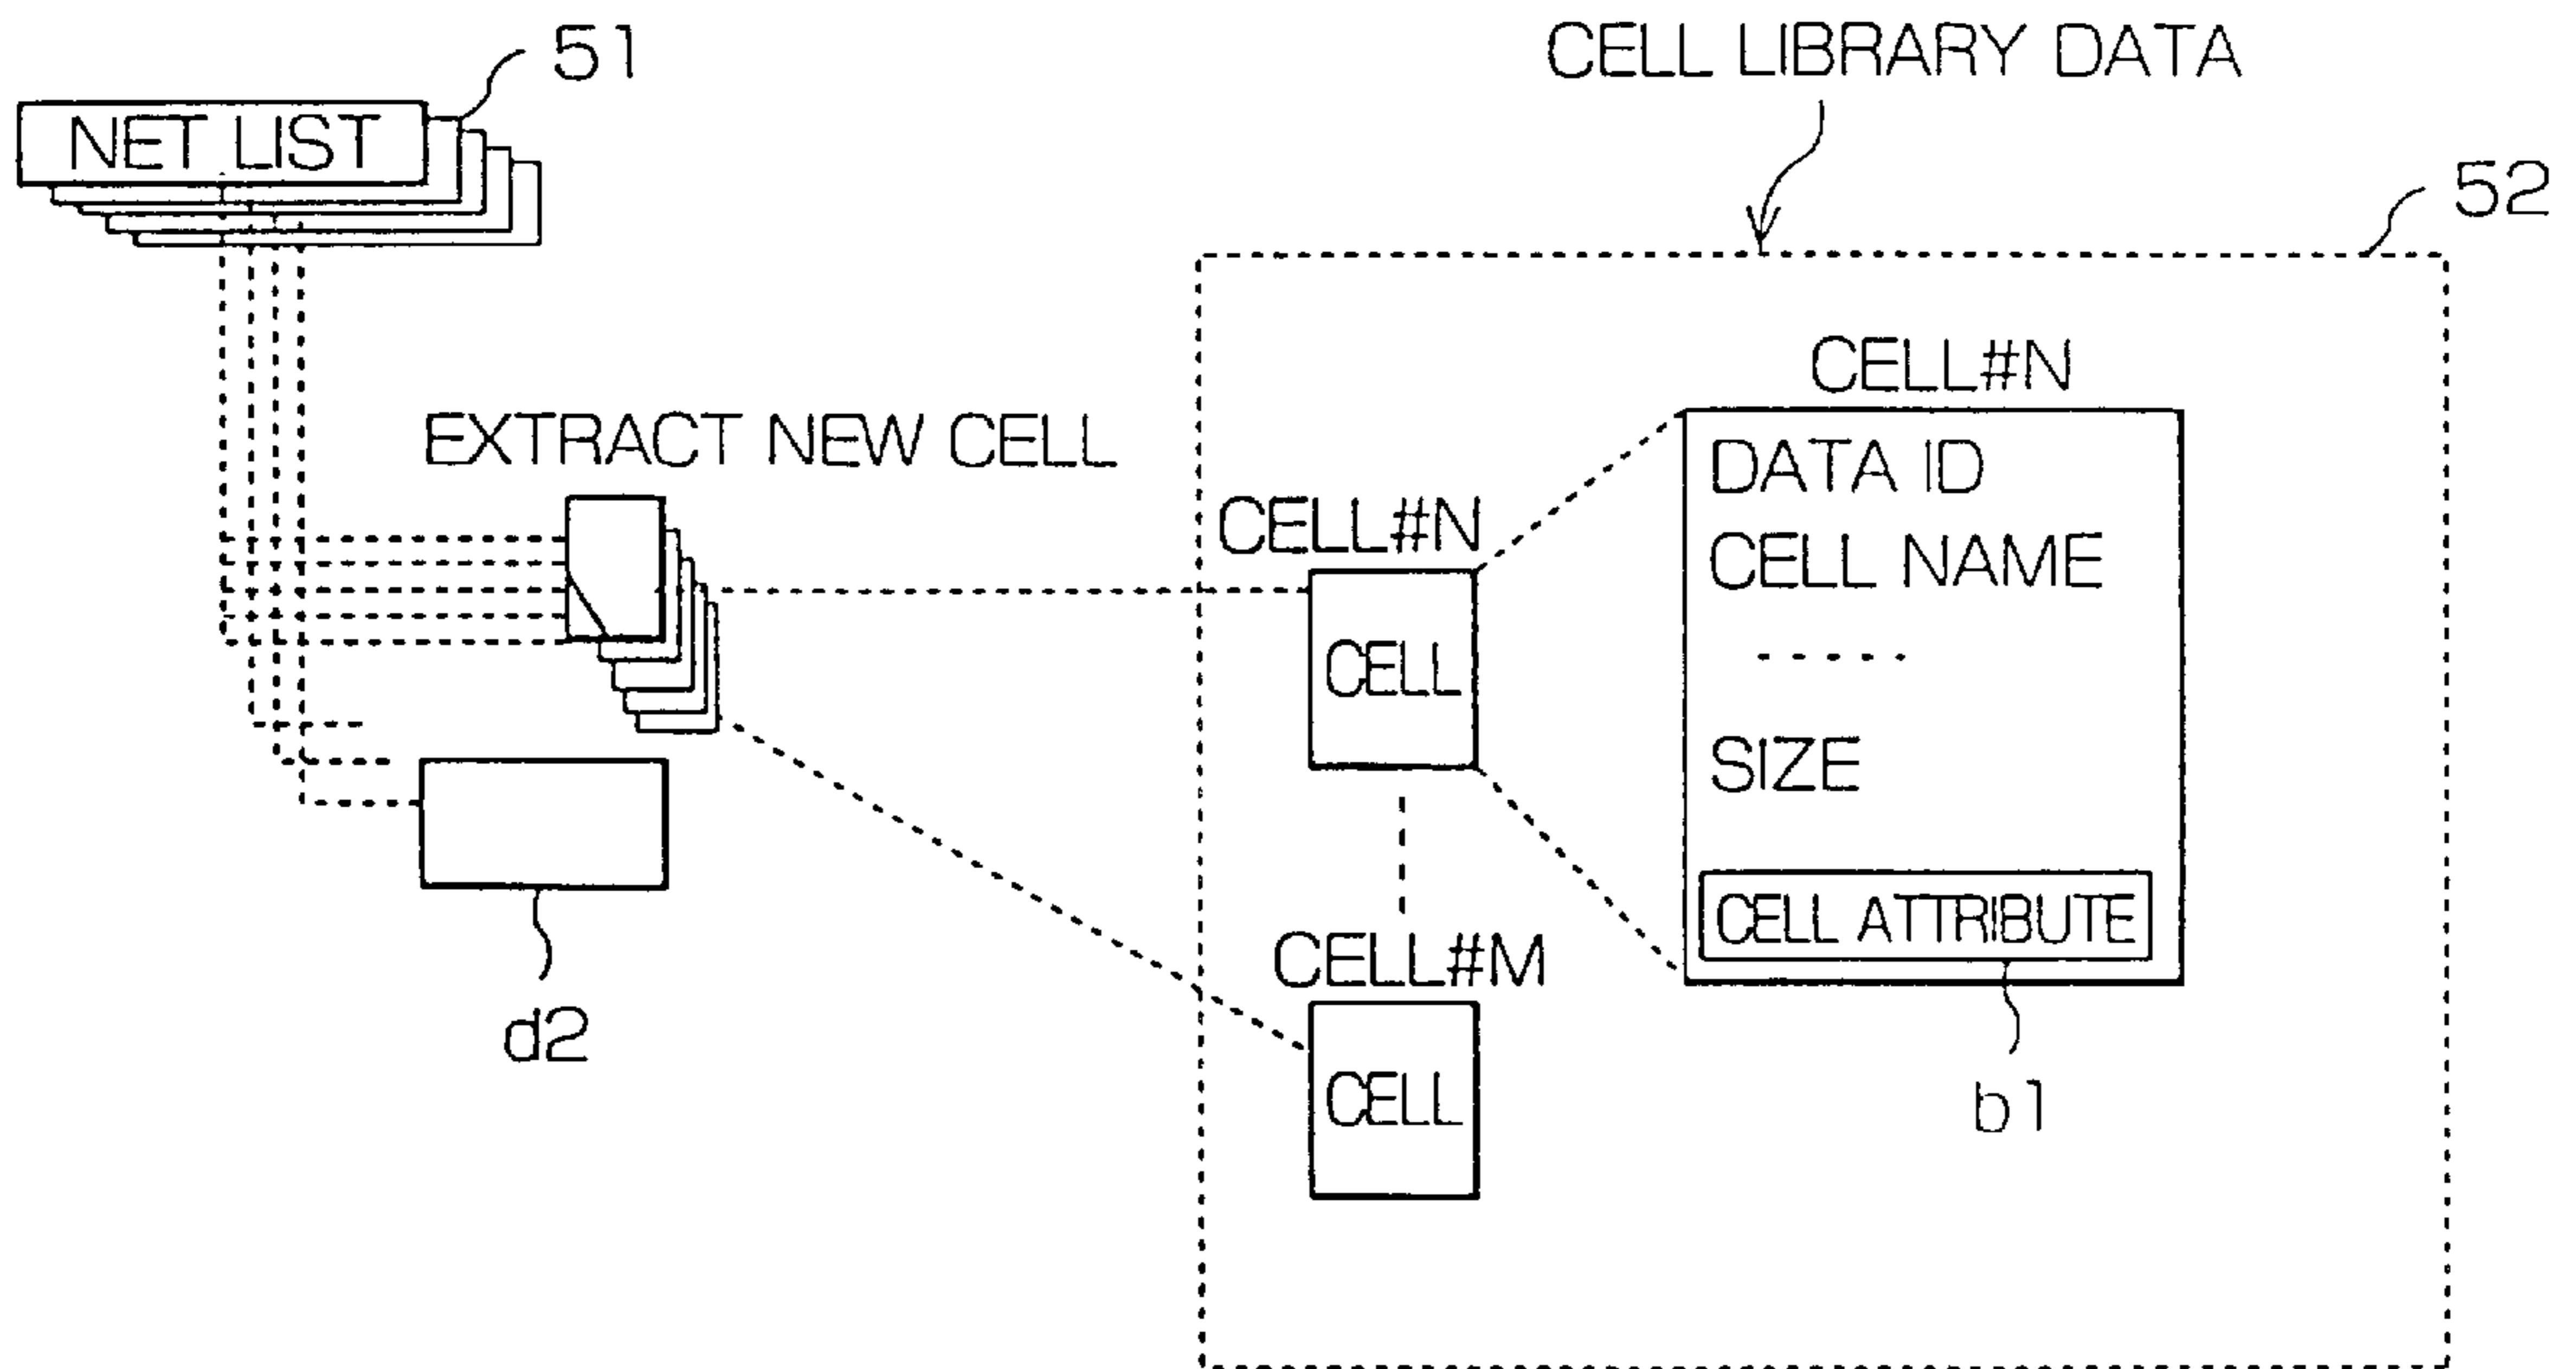 51
CELL LIBRARY DATA
NET LIST
52
CELL#N
EXTRACT NEW CELL
DATA ID
CELL#N
CELL NAME
CELL
- - - - -
SIZE
CELL ATTRIBUTE
CELL#M
d2
CELL
b1